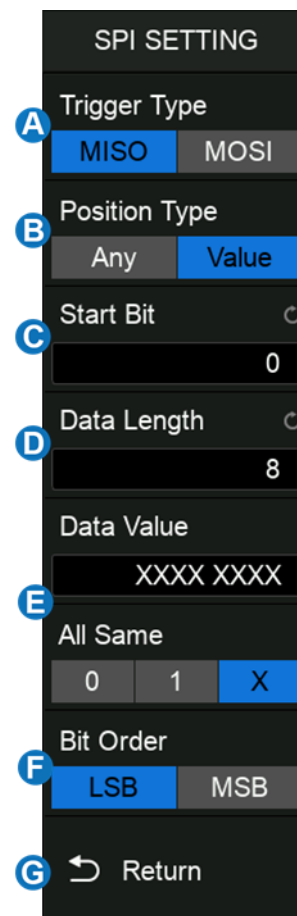 SPI SETTING
A
Trigger Type
MISO MOSI
B
Position Type
Any Value
C
Start Bit
0
D
Data Length
8
Data Value
XXXX XXXX
E
All Same
0 1 X
Bit Order
F
LSB MSB
G
Return